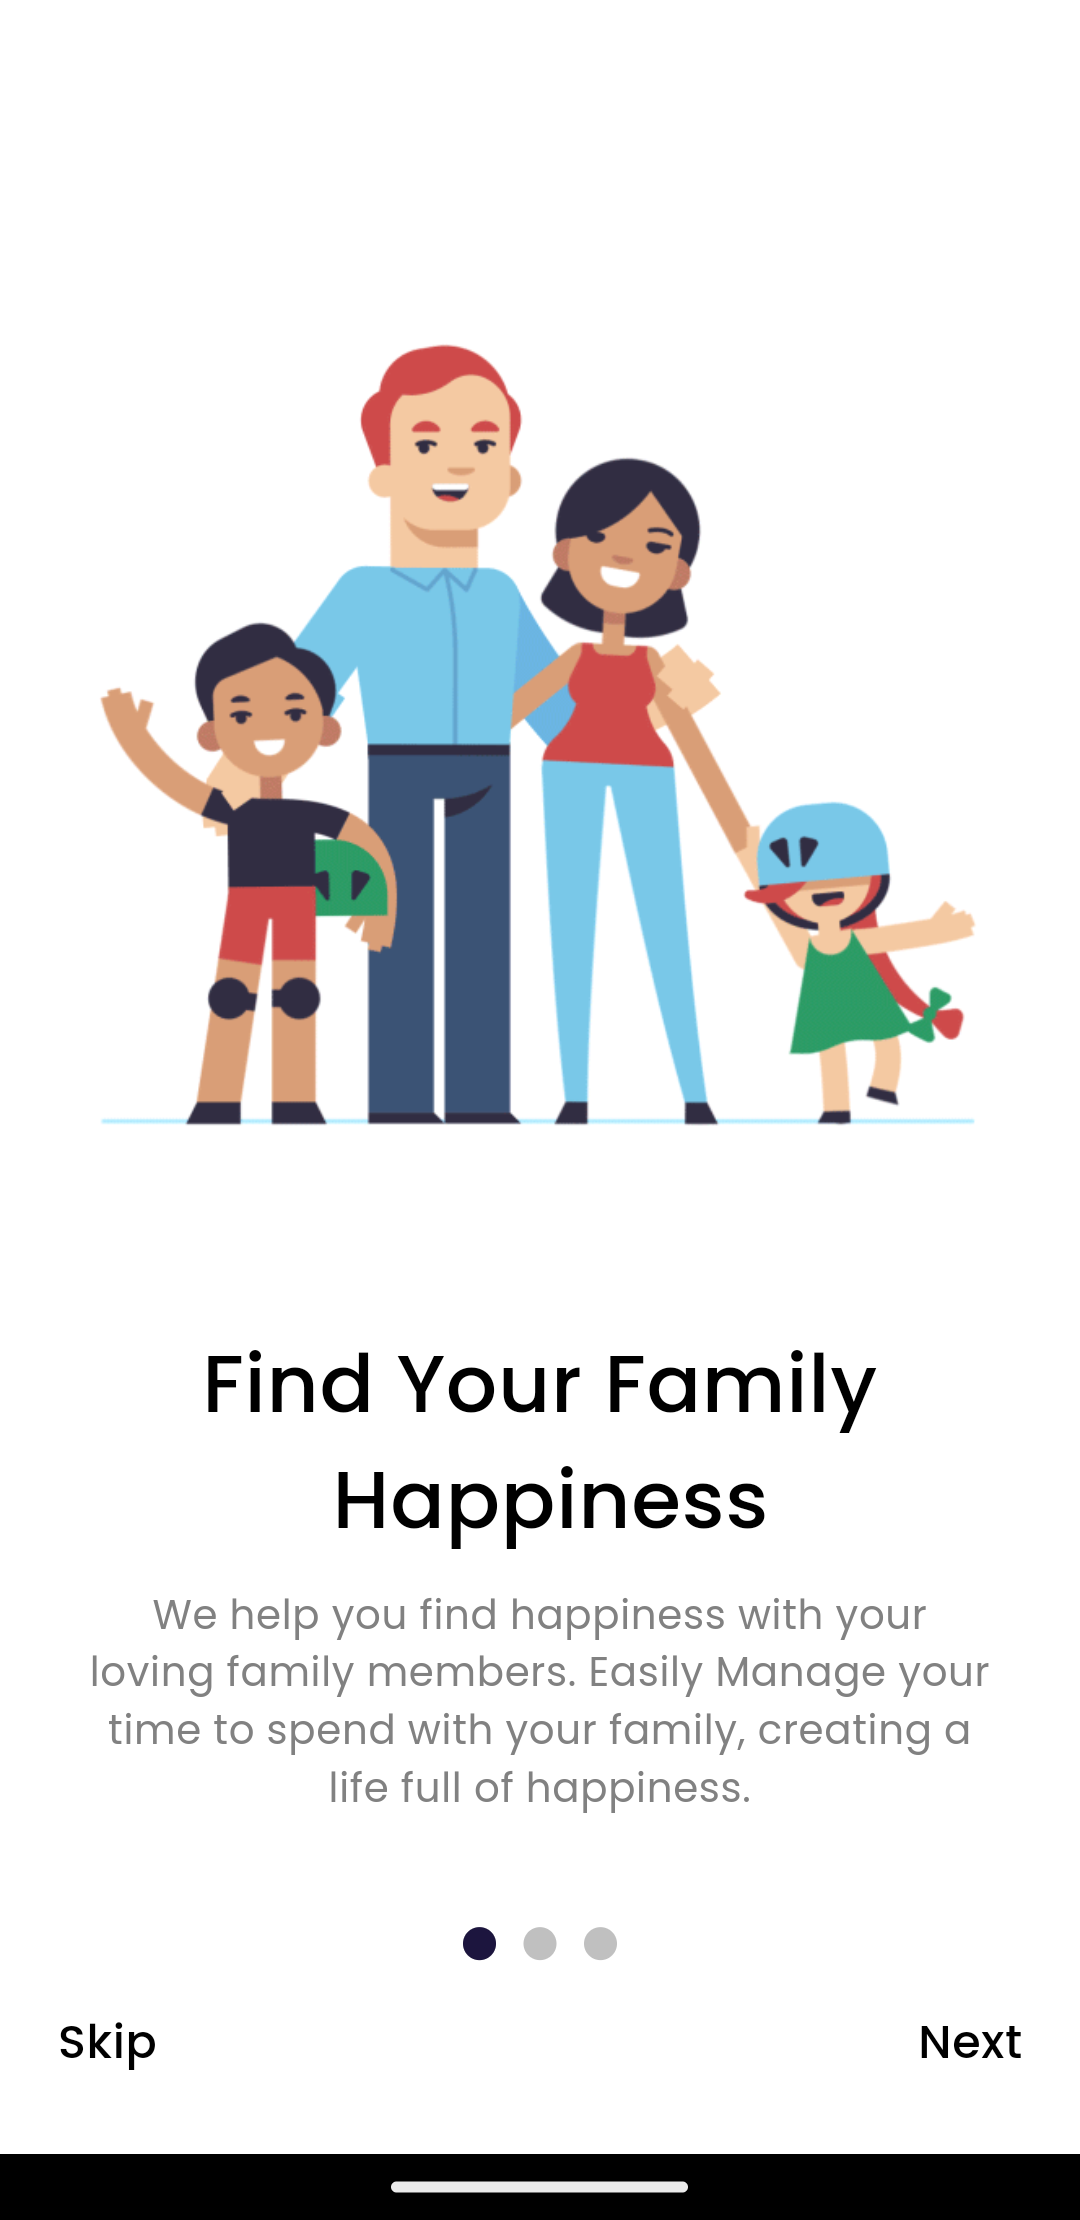 Find Your Family
Happiness
We help you find happiness with your
loving family members. Easily Manage your
time to spend with your family, creating a
life full of happiness.
Skip
Next